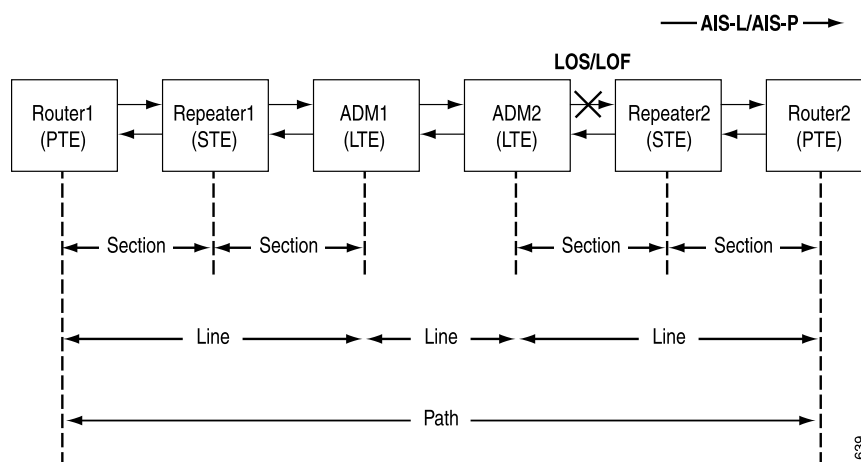 AIS-L/AIS-P
LOS/LOF
Router1
(PTE)
Repeater1
(STE)
ADM1
(LTE)
ADM2
(LTE)
Repeater2
(STE)
Router2
(PTE)
Section
Section
Section
Section
Line
Line
Line
Path